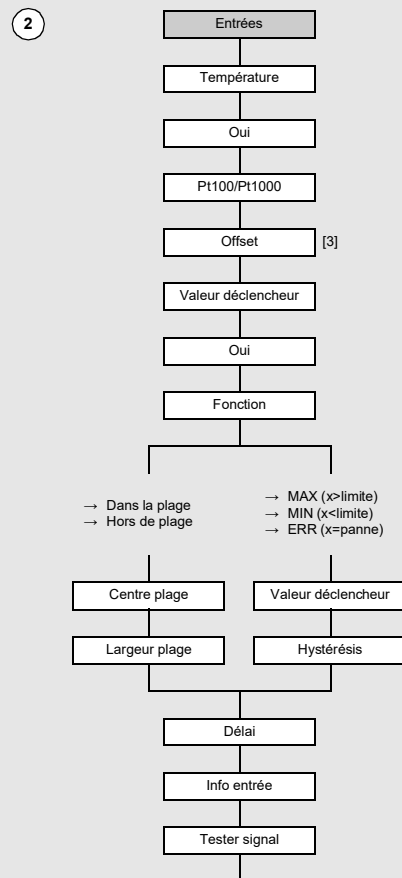 2
Entrées
Température
Oui
Pt100/Pt1000
Offset
[3]
Valeur déclencheur
Oui
Fonction
→ Dans la plage
→ Hors de plage
→ MAX (x>limite)
→ MIN (x<limite)
→ ERR (x=panne)
Centre plage
Valeur déclencheur
Largeur plage
Hystérésis
Délai
Info entrée
Tester signal